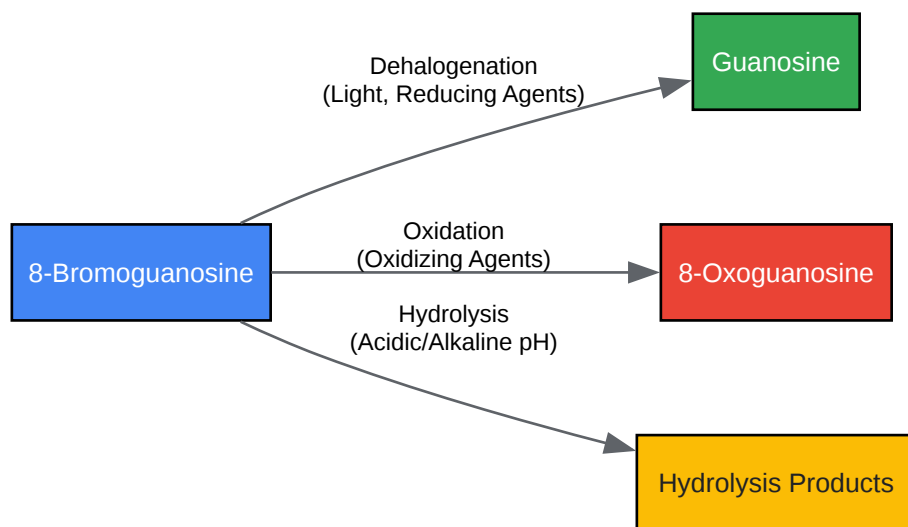 Guanosine
Dehalogenation
(Light, Reducing Agents)
8-Bromoguanosine
Oxidation
(Oxidizing Agents)
8-Oxoguanosine
Hydrolysis
(Acidic/Alkaline pH)
Hydrolysis Products